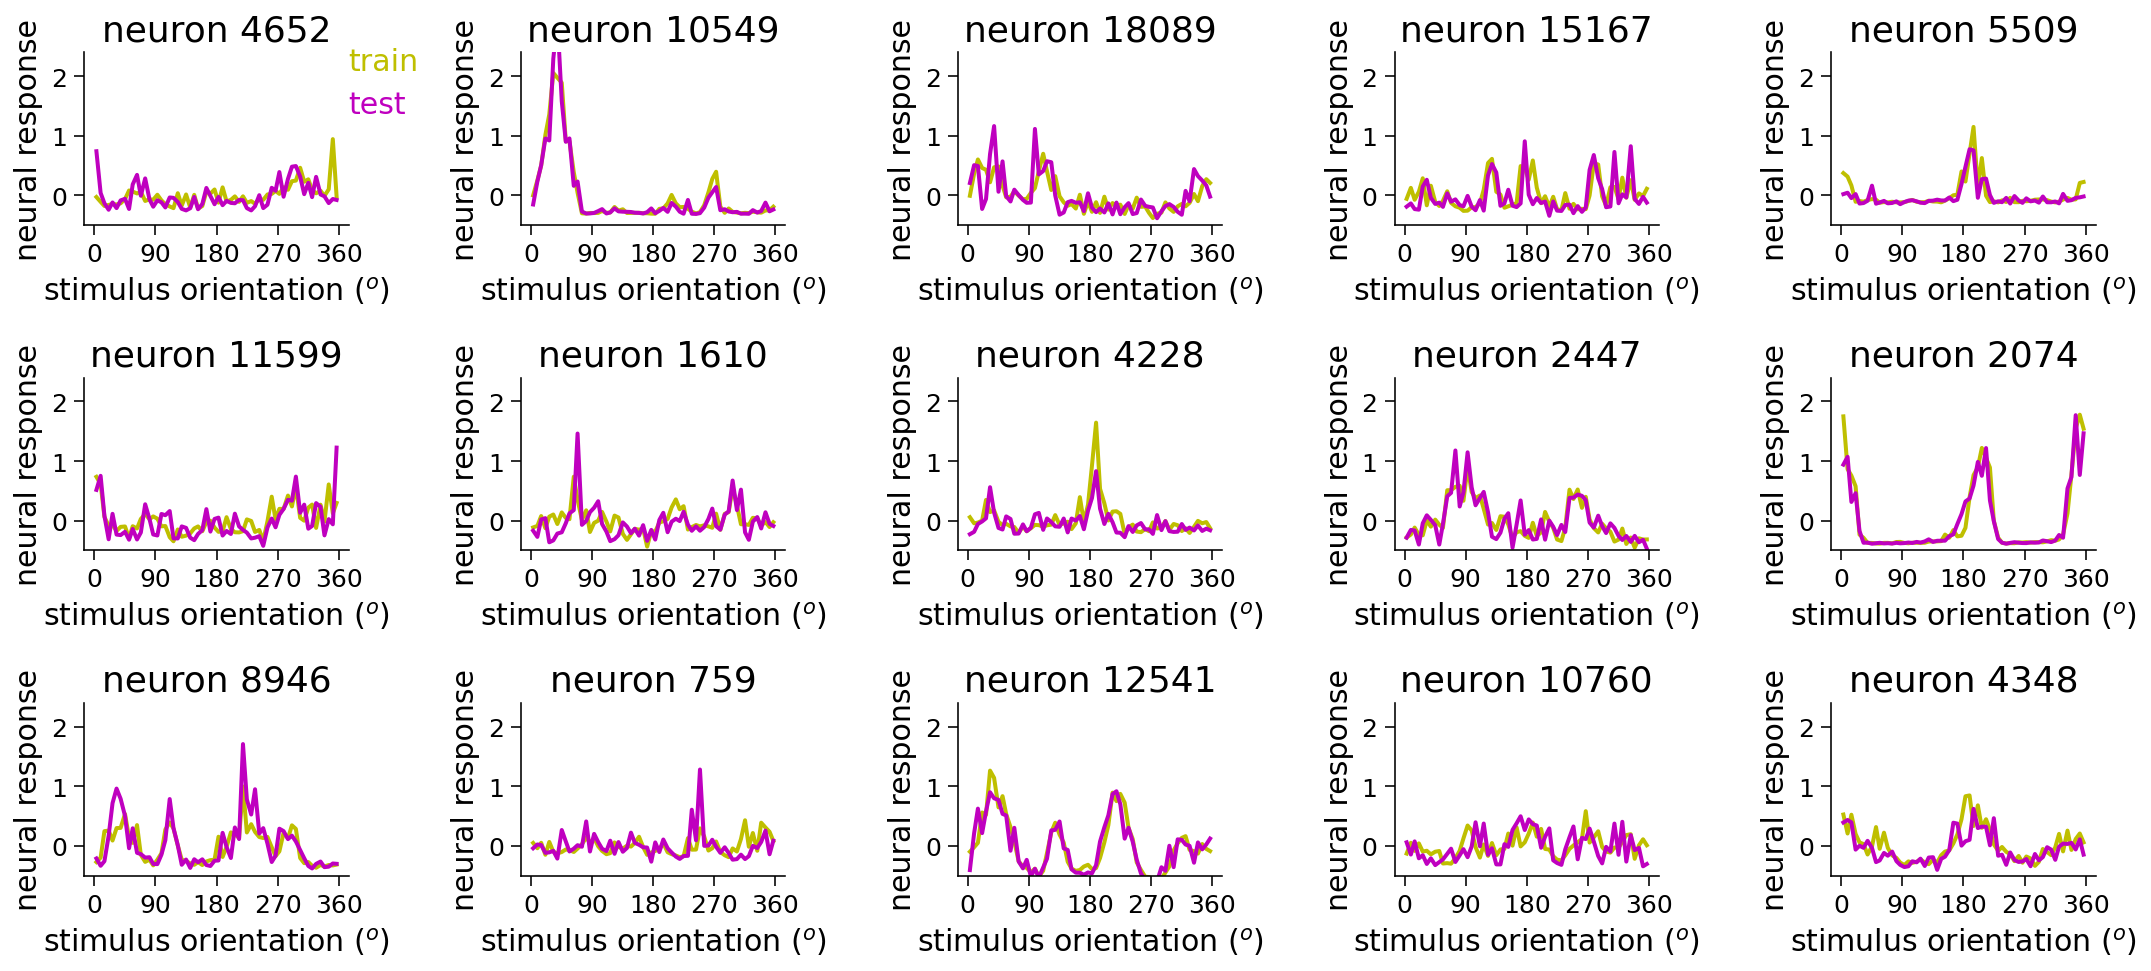 neuron 4652
train
test
neural response
2
1
0
0 90 180 270 360
stimulus orientation (o)
neuron 10549
neural response
2
1
0
0 90 180 270 360
stimulus orientation (o)
neuron 18089
neural response
2
1
0
0 90 180 270 360
stimulus orientation (o)
neuron 15167
neural response
2
1
0
0 90 180 270 360
stimulus orientation (o)
neuron 5509
neural response
2
1
0
0 90 180 270 360
stimulus orientation (o)
neuron 11599
neural response
2
1
0
0 90 180 270 360
stimulus orientation (o)
neuron 1610
neural response
2
1
0
0 90 180 270 360
stimulus orientation (o)
neuron 4228
neural response
2
1
0
0 90 180 270 360
stimulus orientation (o)
neuron 2447
neural response
2
1
0
0 90 180 270 360
stimulus orientation (o)
neuron 2074
neural response
2
1
0
0 90 180 270 360
stimulus orientation (o)
neuron 8946
neural response
2
1
0
0 90 180 270 360
stimulus orientation (o)
neuron 759
neural response
2
1
0
0 90 180 270 360
stimulus orientation (o)
neuron 12541
neural response
2
1
0
0 90 180 270 360
stimulus orientation (o)
neuron 10760
neural response
2
1
0
0 90 180 270 360
stimulus orientation (o)
neuron 4348
neural response
2
1
0
0 90 180 270 360
stimulus orientation (o)